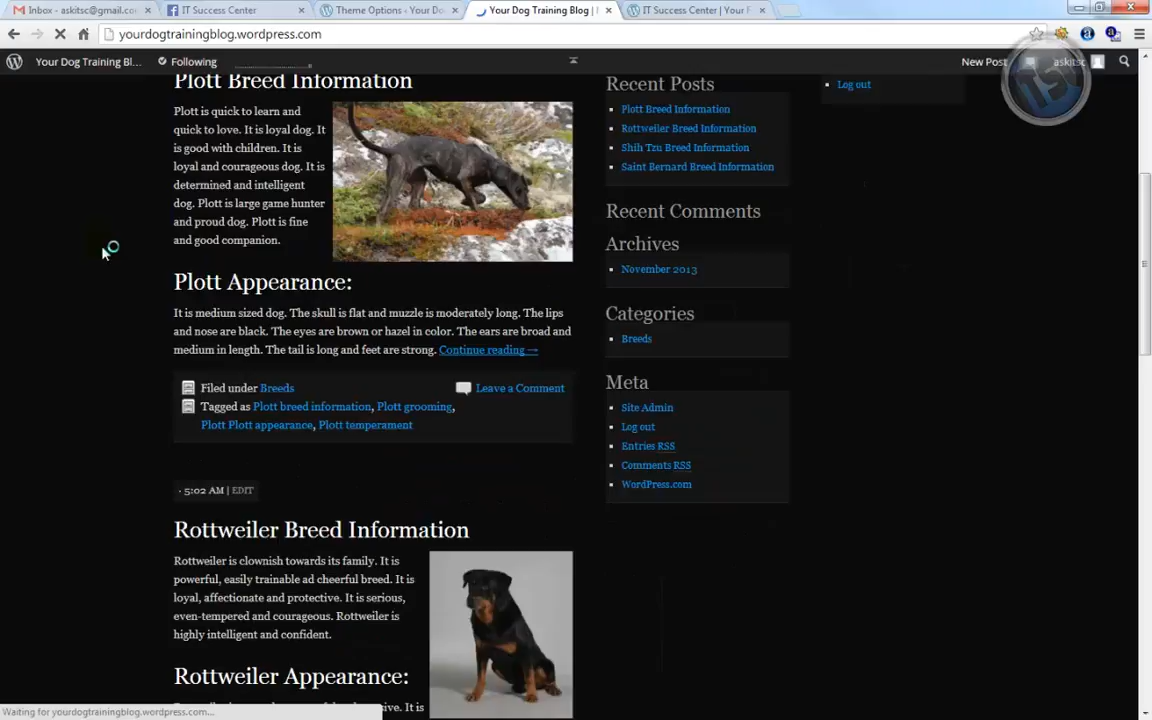 Inbox - askitsc@gmail.co
IT Success Center
Theme Options ‹ Your Do
Your Dog Training Blog |
IT Success Center | Your F
yourdogtrainingblog.wordpress.com
Your Dog Training Bl...
Following
New Post
askitsc
Plott Breed Information
Plott is quick to learn and
quick to love. It is loyal dog. It
is good with children. It is
loyal and courageous dog. It is
determined and intelligent
dog. Plott is large game hunter
and proud dog. Plott is fine
and good companion.
Plott Appearance:
It is medium sized dog. The skull is flat and muzzle is moderately long. The lips
and nose are black. The eyes are brown or hazel in color. The ears are broad and
medium in length. The tail is long and feet are strong. Continue reading →
Filed under Breeds
Leave a Comment
Tagged as Plott breed information, Plott grooming,
Plott Plott appearance, Plott temperament
· 5:02 AM | EDIT
Rottweiler Breed Information
Rottweiler is clownish towards its family. It is
powerful, easily trainable ad cheerful breed. It is
loyal, affectionate and protective. It is serious,
even-tempered and courageous. Rottweiler is
highly intelligent and confident.
Rottweiler Appearance:
Recent Posts
Plott Breed Information
Rottweiler Breed Information
Shih Tzu Breed Information
Saint Bernard Breed Information
Recent Comments
Archives
November 2013
Categories
Breeds
Meta
Site Admin
Log out
Entries RSS
Comments RSS
WordPress.com
Log out
Waiting for yourdogtrainingblog.wordpress.com...